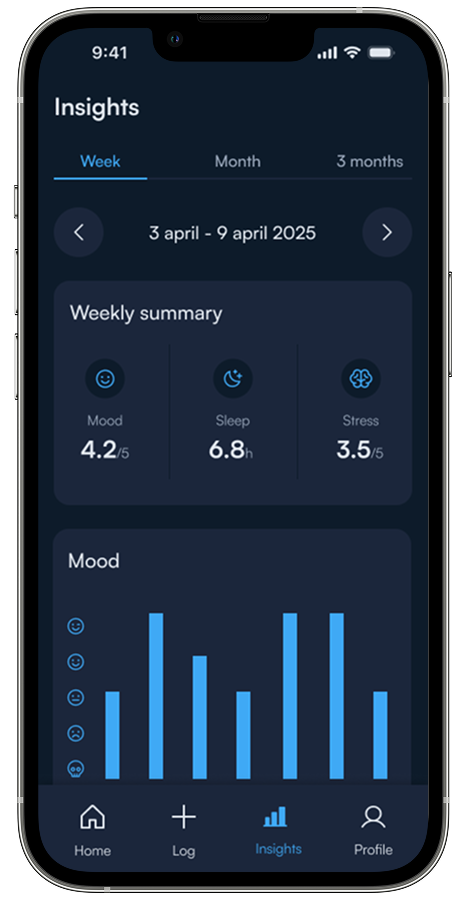 9:41
Insights
Week Month 3 months
3 april - 9 april 2025
Weekly summary
Mood Sleep Stress
4.2/5 6.8h 3.5/5
Mood
Home Log Insights Profile